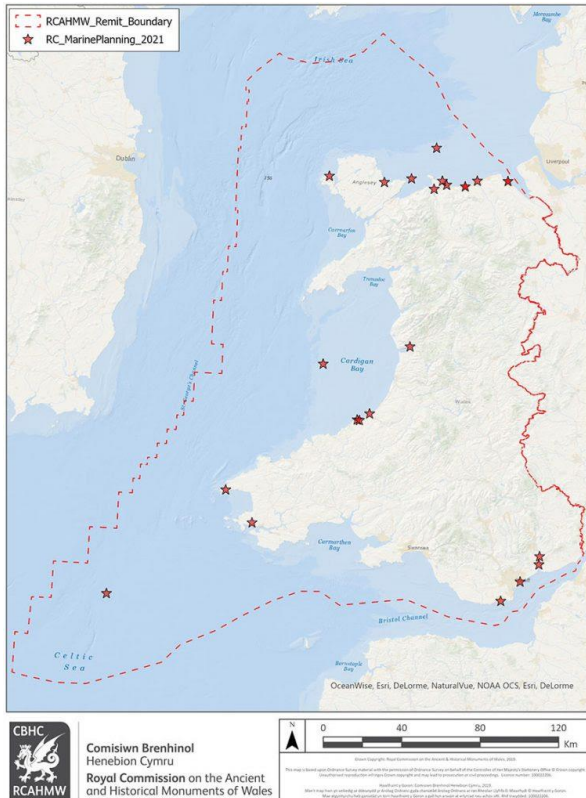 RCAHMW_Remit_Boundary
RC_MarinePlanning_2021
Morecambe
Bay
Irish Sea
Dublin
Liverpool
Anglesey
Caernarfon
Bay
Tremadoc
Bay
St George's Channel
Cardigan
Bay
Wales
Carmarthen
Bay
Swansea
Bristol Channel
Celtic
Sea
Barnstaple
Bay
OceanWise, Esri, DeLorme, NaturalVue, NOAA OCS, Esri, DeLorme
CBHC
RCAHMW
Comisiwn Brenhinol
Henebion Cymru
Royal Commission on the Ancient
and Historical Monuments of Wales
N
0 40 80 120
Km